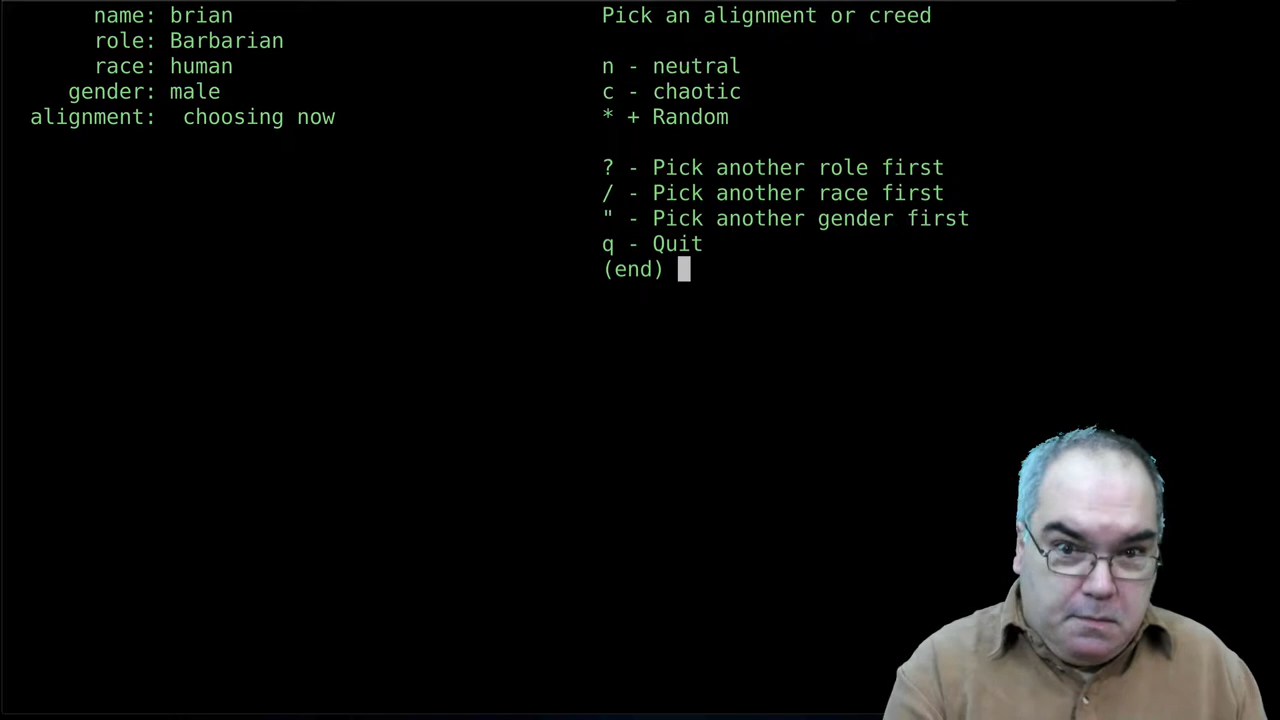 name: brian
role: Barbarian
race: human
gender: male
alignment: choosing now
Pick an alignment or creed
n - neutral
c - chaotic
* + Random
? - Pick another role first
/ - Pick another race first
" - Pick another gender first
q - Quit
(end)